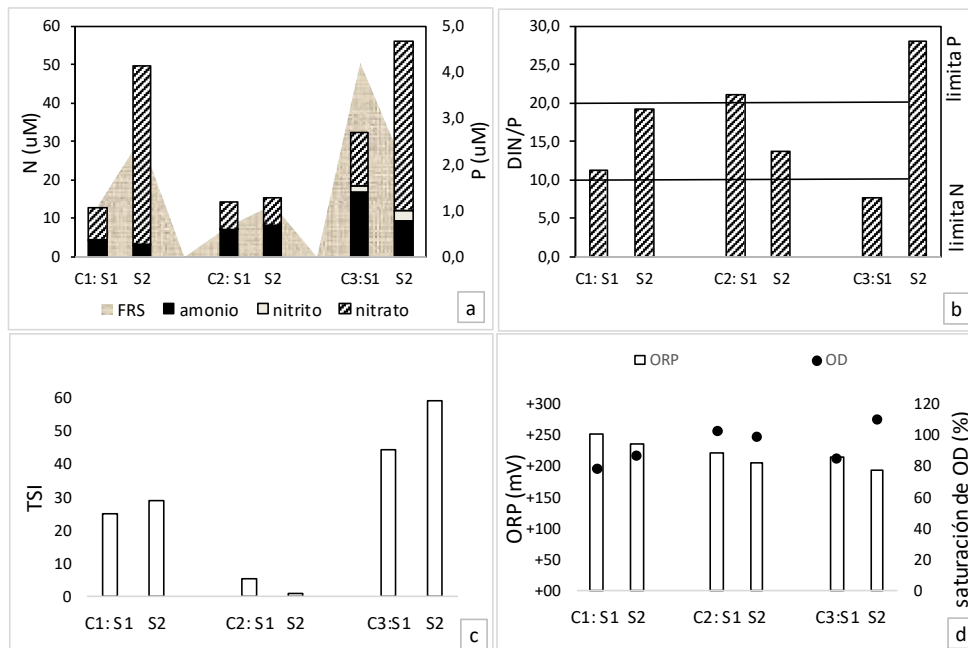 60
50
40
30
20
10
0
N (uM)
5,0
4,0
3,0
2,0
1,0
0,0
P (uM)
C1: S1 S2 C2: S1 S2 C3:S1 S2
FRS amonio nitrito nitrato
a
30,0
25,0
20,0
15,0
10,0
5,0
0,0
DIN/P
limita P
limita N
C1: S1 S2 C2: S1 S2 C3:S1 S2
b
60
50
40
30
20
10
0
TSI
C1: S1 S2 C2: S1 S2 C3:S1 S2
c
ORP OD
+300
+250
+200
+150
+100
+50
+00
ORP (mV)
120
100
80
60
40
20
0
saturación de OD (%)
C1: S1 S2 C2: S1 S2 C3:S1 S2
d